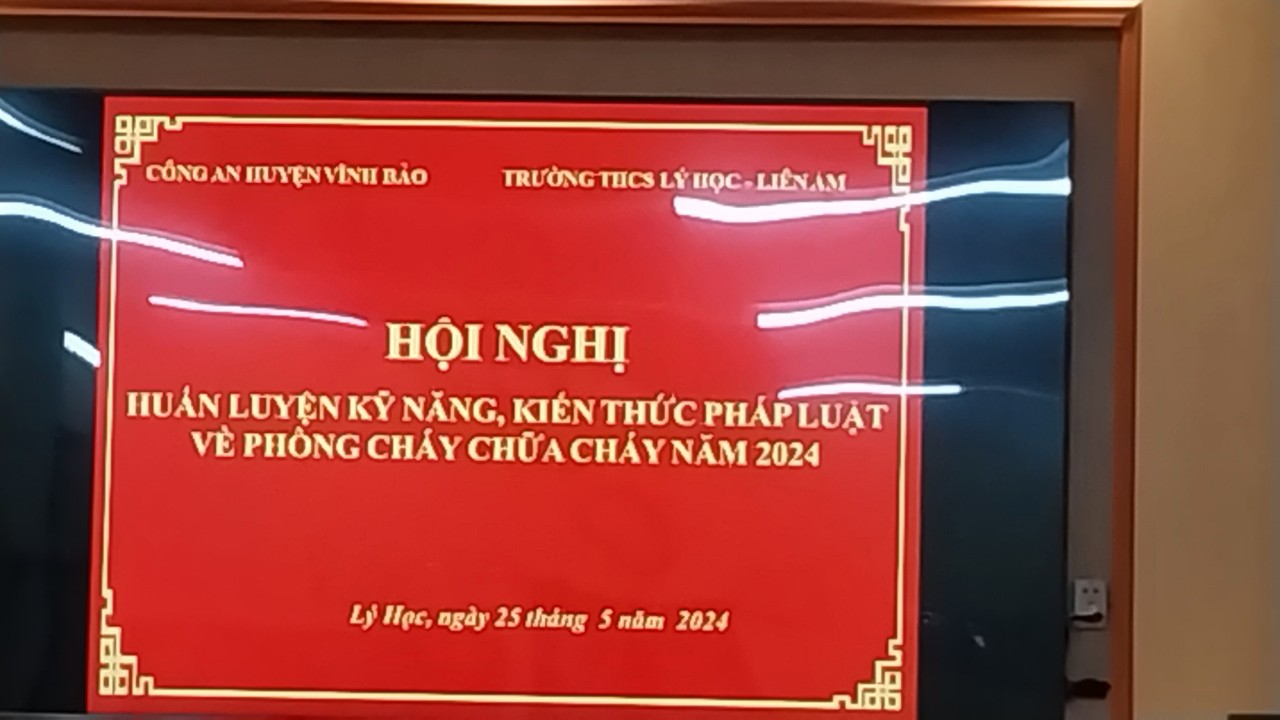 CÔNG AN HUYỆN VĨNH BẢO
TRƯỜNG THCS LÝ HỌC - LIÊN AM
HỘI NGHỊ
HUẤN LUYỆN KỸ NĂNG, KIẾN THỨC PHÁP LUẬT
VỀ PHÒNG CHÁY CHỮA CHÁY NĂM 2024
Lý Học, ngày 25 tháng 5 năm 2024